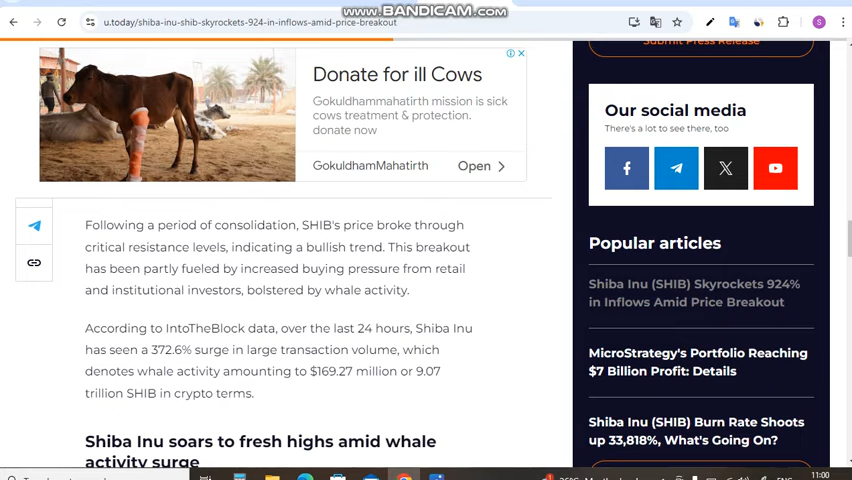 www.BANDICAM.com
u.today/shiba-inu-shib-skyrockets-924-in-inflows-amid-price-breakout
S
Submit Press Release
Donate for ill Cows
Gokuldhammahatirth mission is sick
cows treatment & protection.
donate now
GokuldhamMahatirth
Open
Our social media
There's a lot to see there, too
Following a period of consolidation, SHIB's price broke through
critical resistance levels, indicating a bullish trend. This breakout
has been partly fueled by increased buying pressure from retail
and institutional investors, bolstered by whale activity.
According to IntoTheBlock data, over the last 24 hours, Shiba Inu
has seen a 372.6% surge in large transaction volume, which
denotes whale activity amounting to $169.27 million or 9.07
trillion SHIB in crypto terms.
Shiba Inu soars to fresh highs amid whale
activity surge
Popular articles
Shiba Inu (SHIB) Skyrockets 924%
in Inflows Amid Price Breakout
MicroStrategy's Portfolio Reaching
$7 Billion Profit: Details
Shiba Inu (SHIB) Burn Rate Shoots
up 33,818%, What's Going On?
11:00